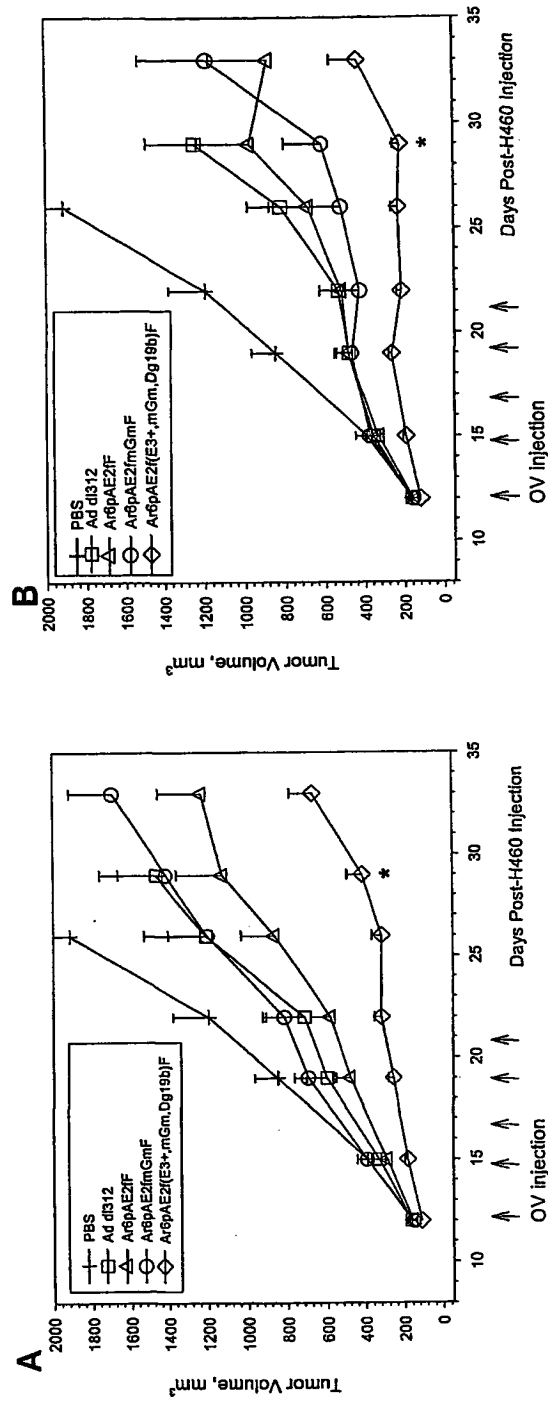 A
Tumor Volume, mm³
2000
1800
1600
1400
1200
1000
800
600
400
200
PBS
Ad dl312
Ar6pAE2fF
Ar6pAE2fmGmF
Ar6pAE2f(E3+,mGm,Dg19b)F
*
10
15
20
25
30
35
OV injection
Days Post-H460 Injection
B
Tumor Volume, mm³
2000
1800
1600
1400
1200
1000
800
600
400
200
PBS
Ad dl312
Ar6pAE2fF
Ar6pAE2fmGmF
Ar6pAE2f(E3+,mGm,Dg19b)F
*
10
15
20
25
30
35
OV injection
Days Post-H460 Injection